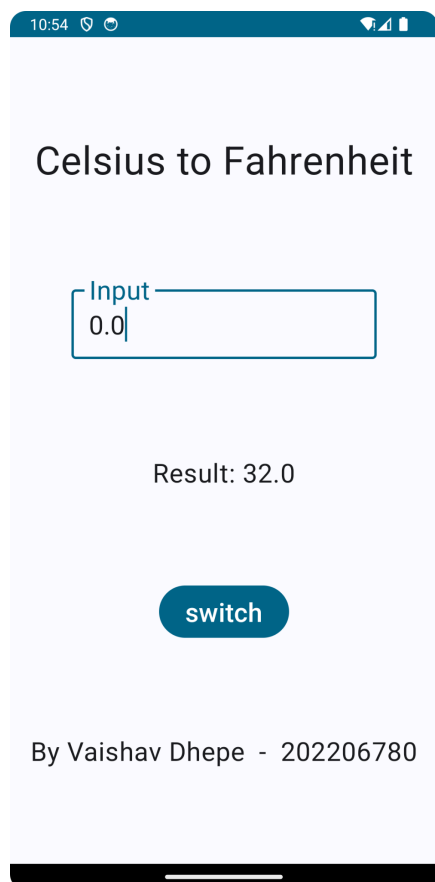 10:54
Celsius to Fahrenheit
Input
0.0
Result: 32.0
switch
By Vaishav Dhepe - 202206780